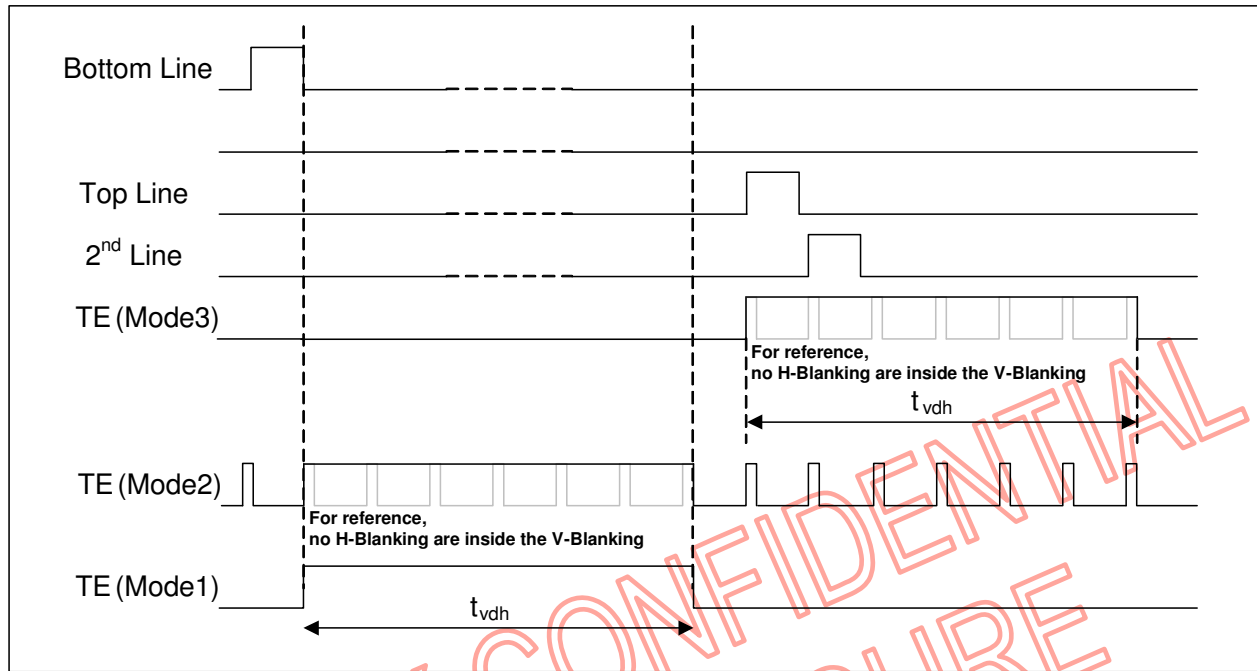 Bottom Line
Top Line
2nd Line
TE (Mode3)
For reference,
no H-Blanking are inside the V-Blanking
tvdh
TE (Mode2)
For reference,
no H-Blanking are inside the V-Blanking
TE (Mode1)
tvdh
CONFIDENTIAL